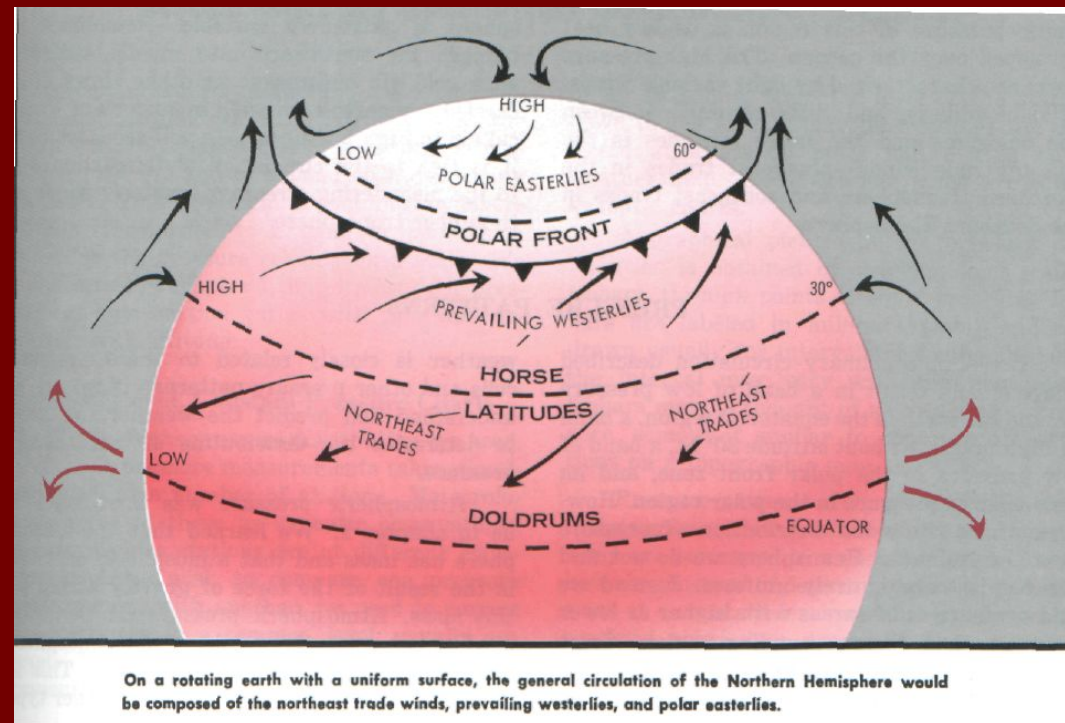 HIGH
LOW
60°
POLAR EASTERLIES
POLAR FRONT
HIGH
30°
PREVAILING WESTERLIES
HORSE
LATITUDES
NORTHEAST
TRADES
NORTHEAST
TRADES
LOW
DOLDRUMS
EQUATOR
On a rotating earth with a uniform surface, the general circulation of the Northern Hemisphere would
be composed of the northeast trade winds, prevailing westerlies, and polar easterlies.